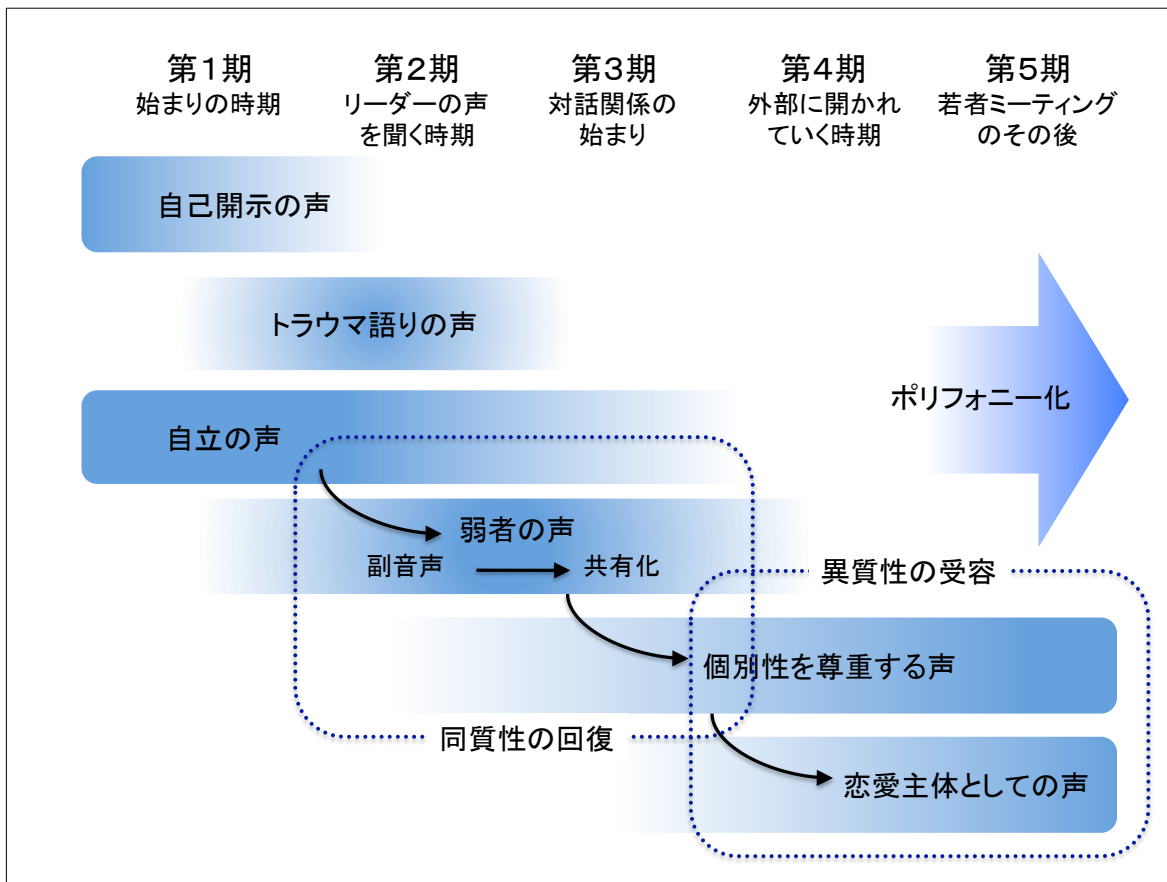 第１期
始まりの時期
第２期
リーダーの声
を聞く時期
第３期
対話関係の
始まり
第４期
外部に開かれ
ていく時期
第５期
若者ミーティング
のその後
自己開示の声
トラウマ語りの声
ポリフォニー化
自立の声
弱者の声
副音声
共有化
異質性の受容
個別性を尊重する声
同質性の回復
恋愛主体としての声